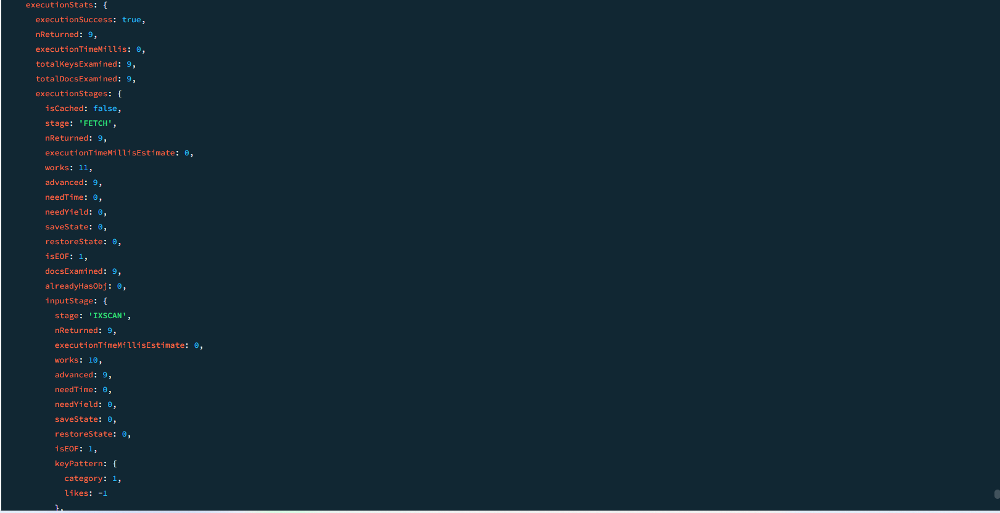 executionStats: {
executionSuccess: true,
nReturned: 9,
executionTimeMillis: 0,
totalKeysExamined: 9,
totalDocsExamined: 9,
executionStages: {
isCached: false,
stage: 'FETCH',
nReturned: 9,
executionTimeMillisEstimate: 0,
works: 11,
advanced: 9,
needTime: 0,
needYield: 0,
saveState: 0,
restoreState: 0,
isEOF: 1,
docsExamined: 9,
alreadyHasObj: 0,
inputStage: {
stage: 'IXSCAN',
nReturned: 9,
executionTimeMillisEstimate: 0,
works: 10,
advanced: 9,
needTime: 0,
needYield: 0,
saveState: 0,
restoreState: 0,
isEOF: 1,
keyPattern: {
category: 1,
likes: -1
},